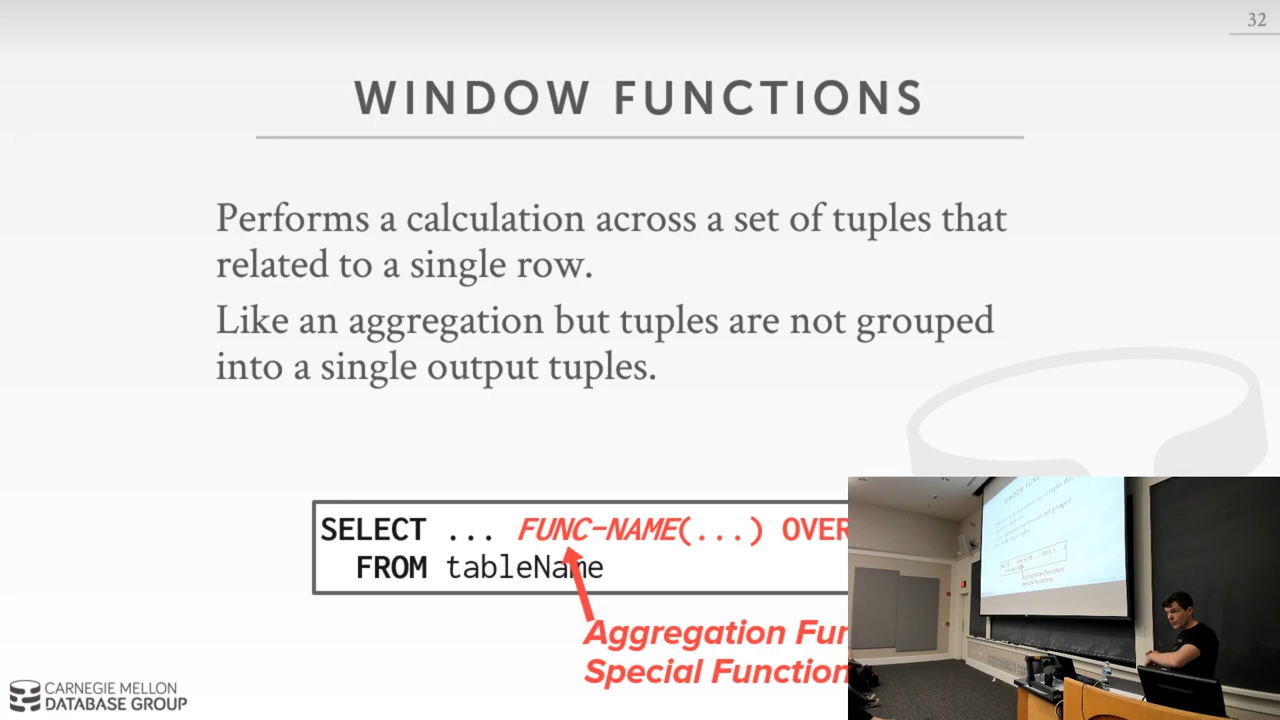 32
WINDOW FUNCTIONS
Performs a calculation across a set of tuples that
related to a single row.
Like an aggregation but tuples are not grouped
into a single output tuples.
SELECT ... FUNC-NAME(...) OVER
FROM tableName
Aggregation Fun
Special Function
CARNEGIE MELLON
DATABASE GROUP